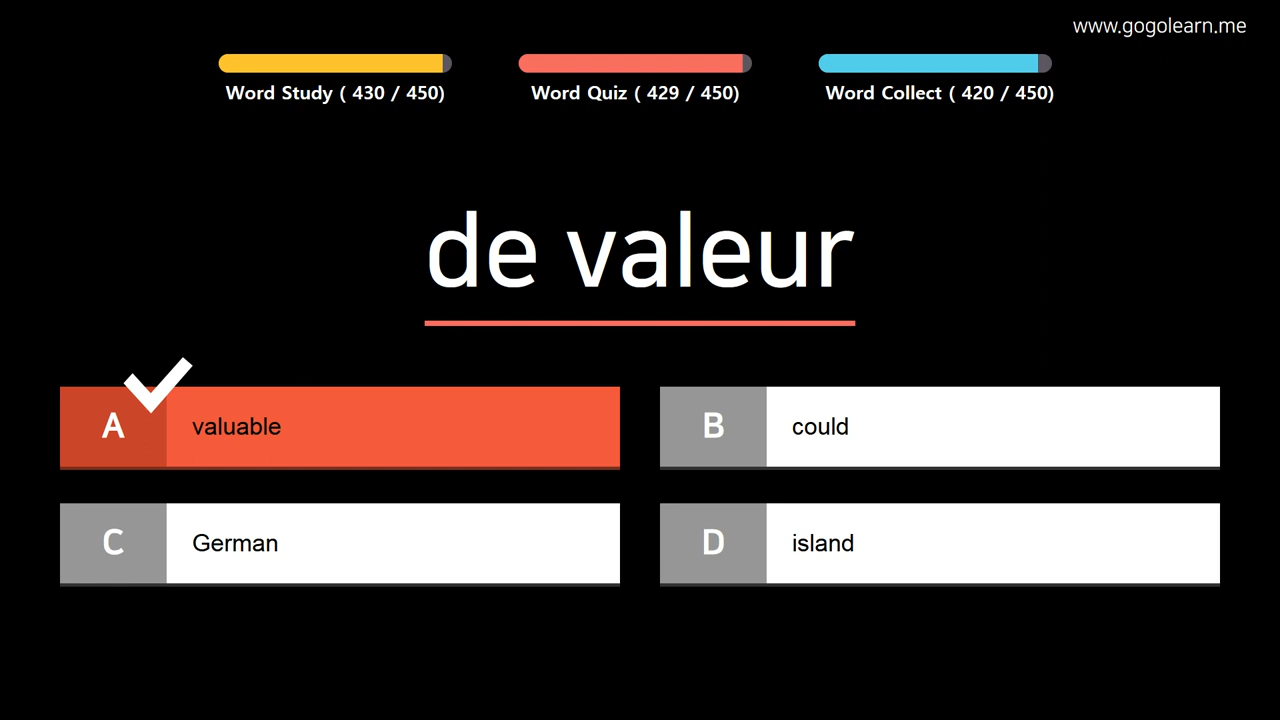 www.gogolearn.me
Word Study ( 430 / 450)
Word Quiz ( 429 / 450)
Word Collect ( 420 / 450)
de valeur
A valuable
B could
C German
D island